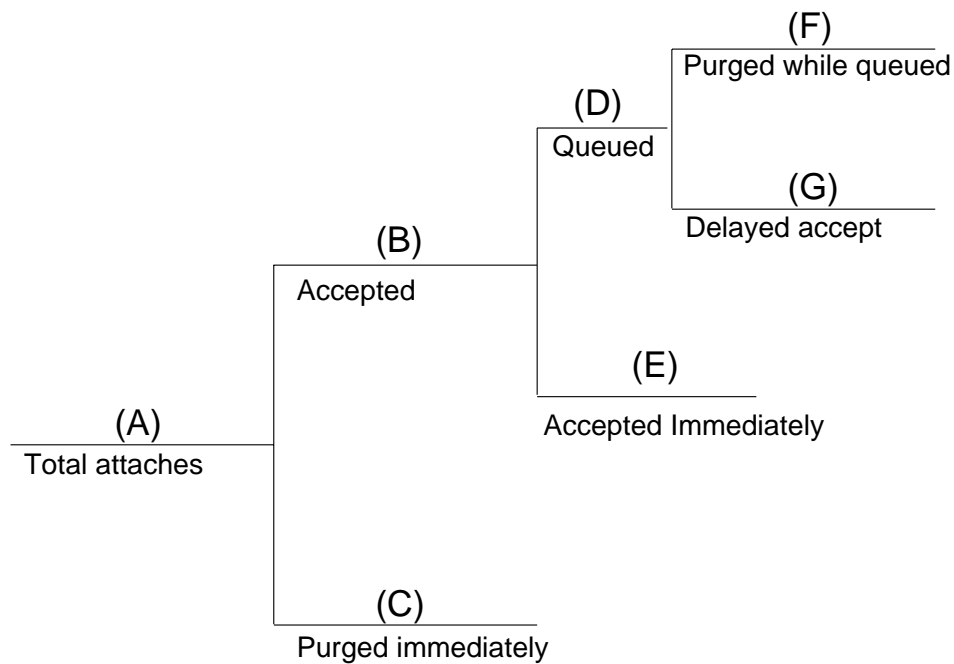 (F)
Purged while queued
(D)
Queued
(G)
Delayed accept
(B)
Accepted
(E)
Accepted Immediately
(A)
Total attaches
(C)
Purged immediately